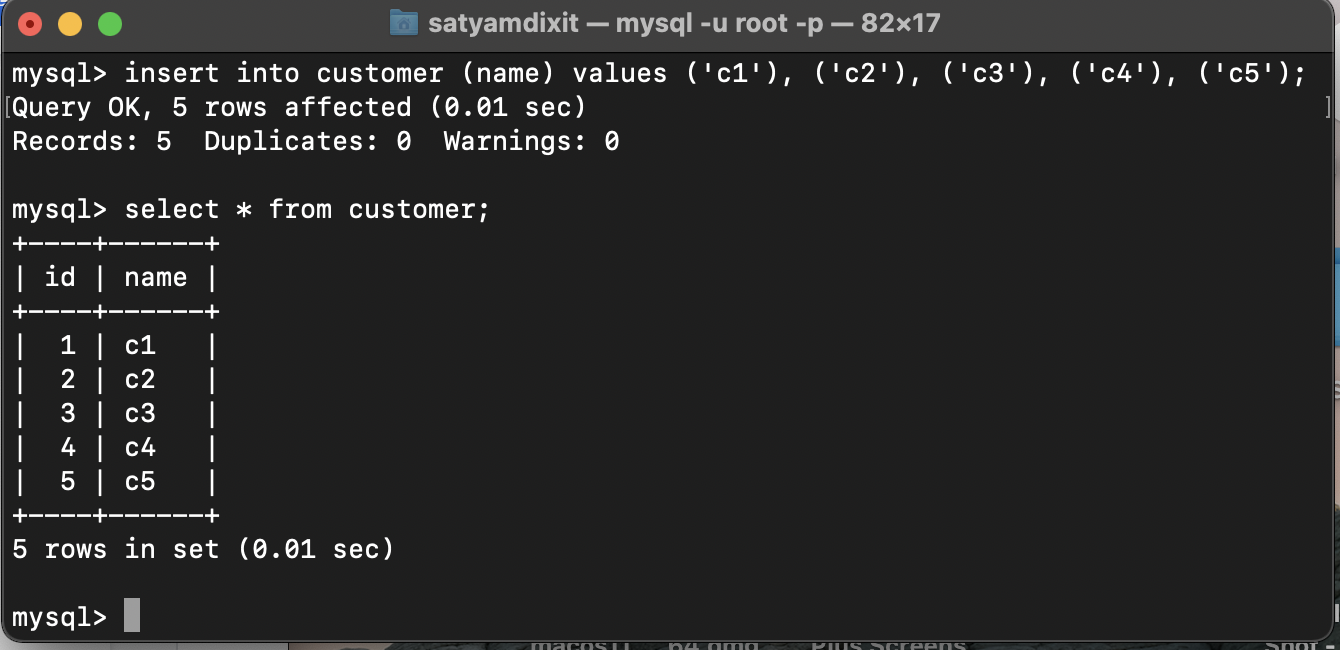 satyamdixit — mysql -u root -p — 82×17
mysql> insert into customer (name) values ('c1'), ('c2'), ('c3'), ('c4'), ('c5');
[Query OK, 5 rows affected (0.01 sec) ]
Records: 5  Duplicates: 0  Warnings: 0
mysql> select * from customer;
+----+------+
| id | name |
+----+------+
|  1 | c1   |
|  2 | c2   |
|  3 | c3   |
|  4 | c4   |
|  5 | c5   |
+----+------+
5 rows in set (0.01 sec)
mysql>
Plus Screens